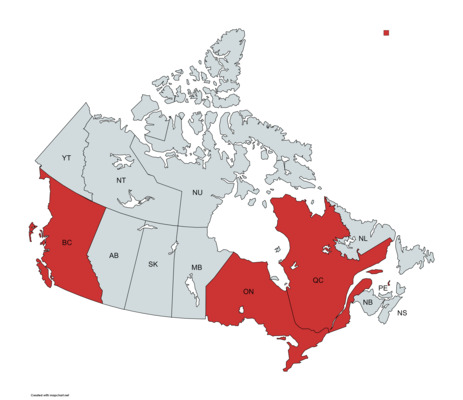 YT
NT
NU
BC
AB
SK
MB
ON
QC
NL
PE
NB
NS
Created with mapchart.net